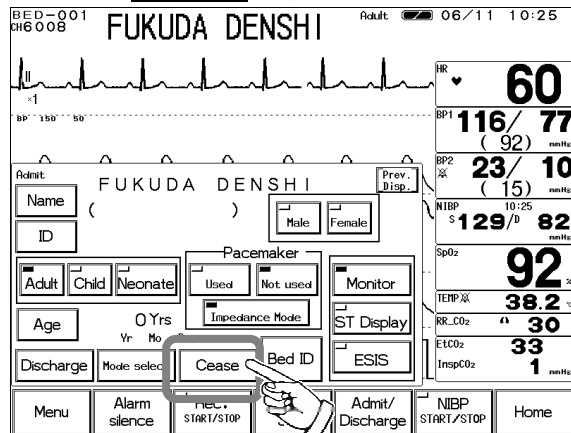 BED-001
CH6008
FUKUDA DENSHI
Adult
06/11 10:25
II
×1
BP 150 50
HR
60
BP1
116/ 77
( 92) mmHg
BP2
23/ 10
( 15) mmHg
NIBP 10:25
S129/D 82
mmHg
SpO2
92 %
TEMP 38.2
RR_CO2 30
EtCO2 33
InspCO2 1 mmHg
Admit
FUKUDA DENSHI
( )
Prev.
Disp.
Name
ID
Male
Female
Adult
Child
Neonate
Pacemaker
Used
Not used
Impedance Mode
Monitor
ST Display
ESIS
Age
0Yrs
Yr Mo
Discharge
Mode select
Cease
Bed ID
Menu
Alarm
silence
Rec.
START/STOP
Admit/
Discharge
NIBP
START/STOP
Home